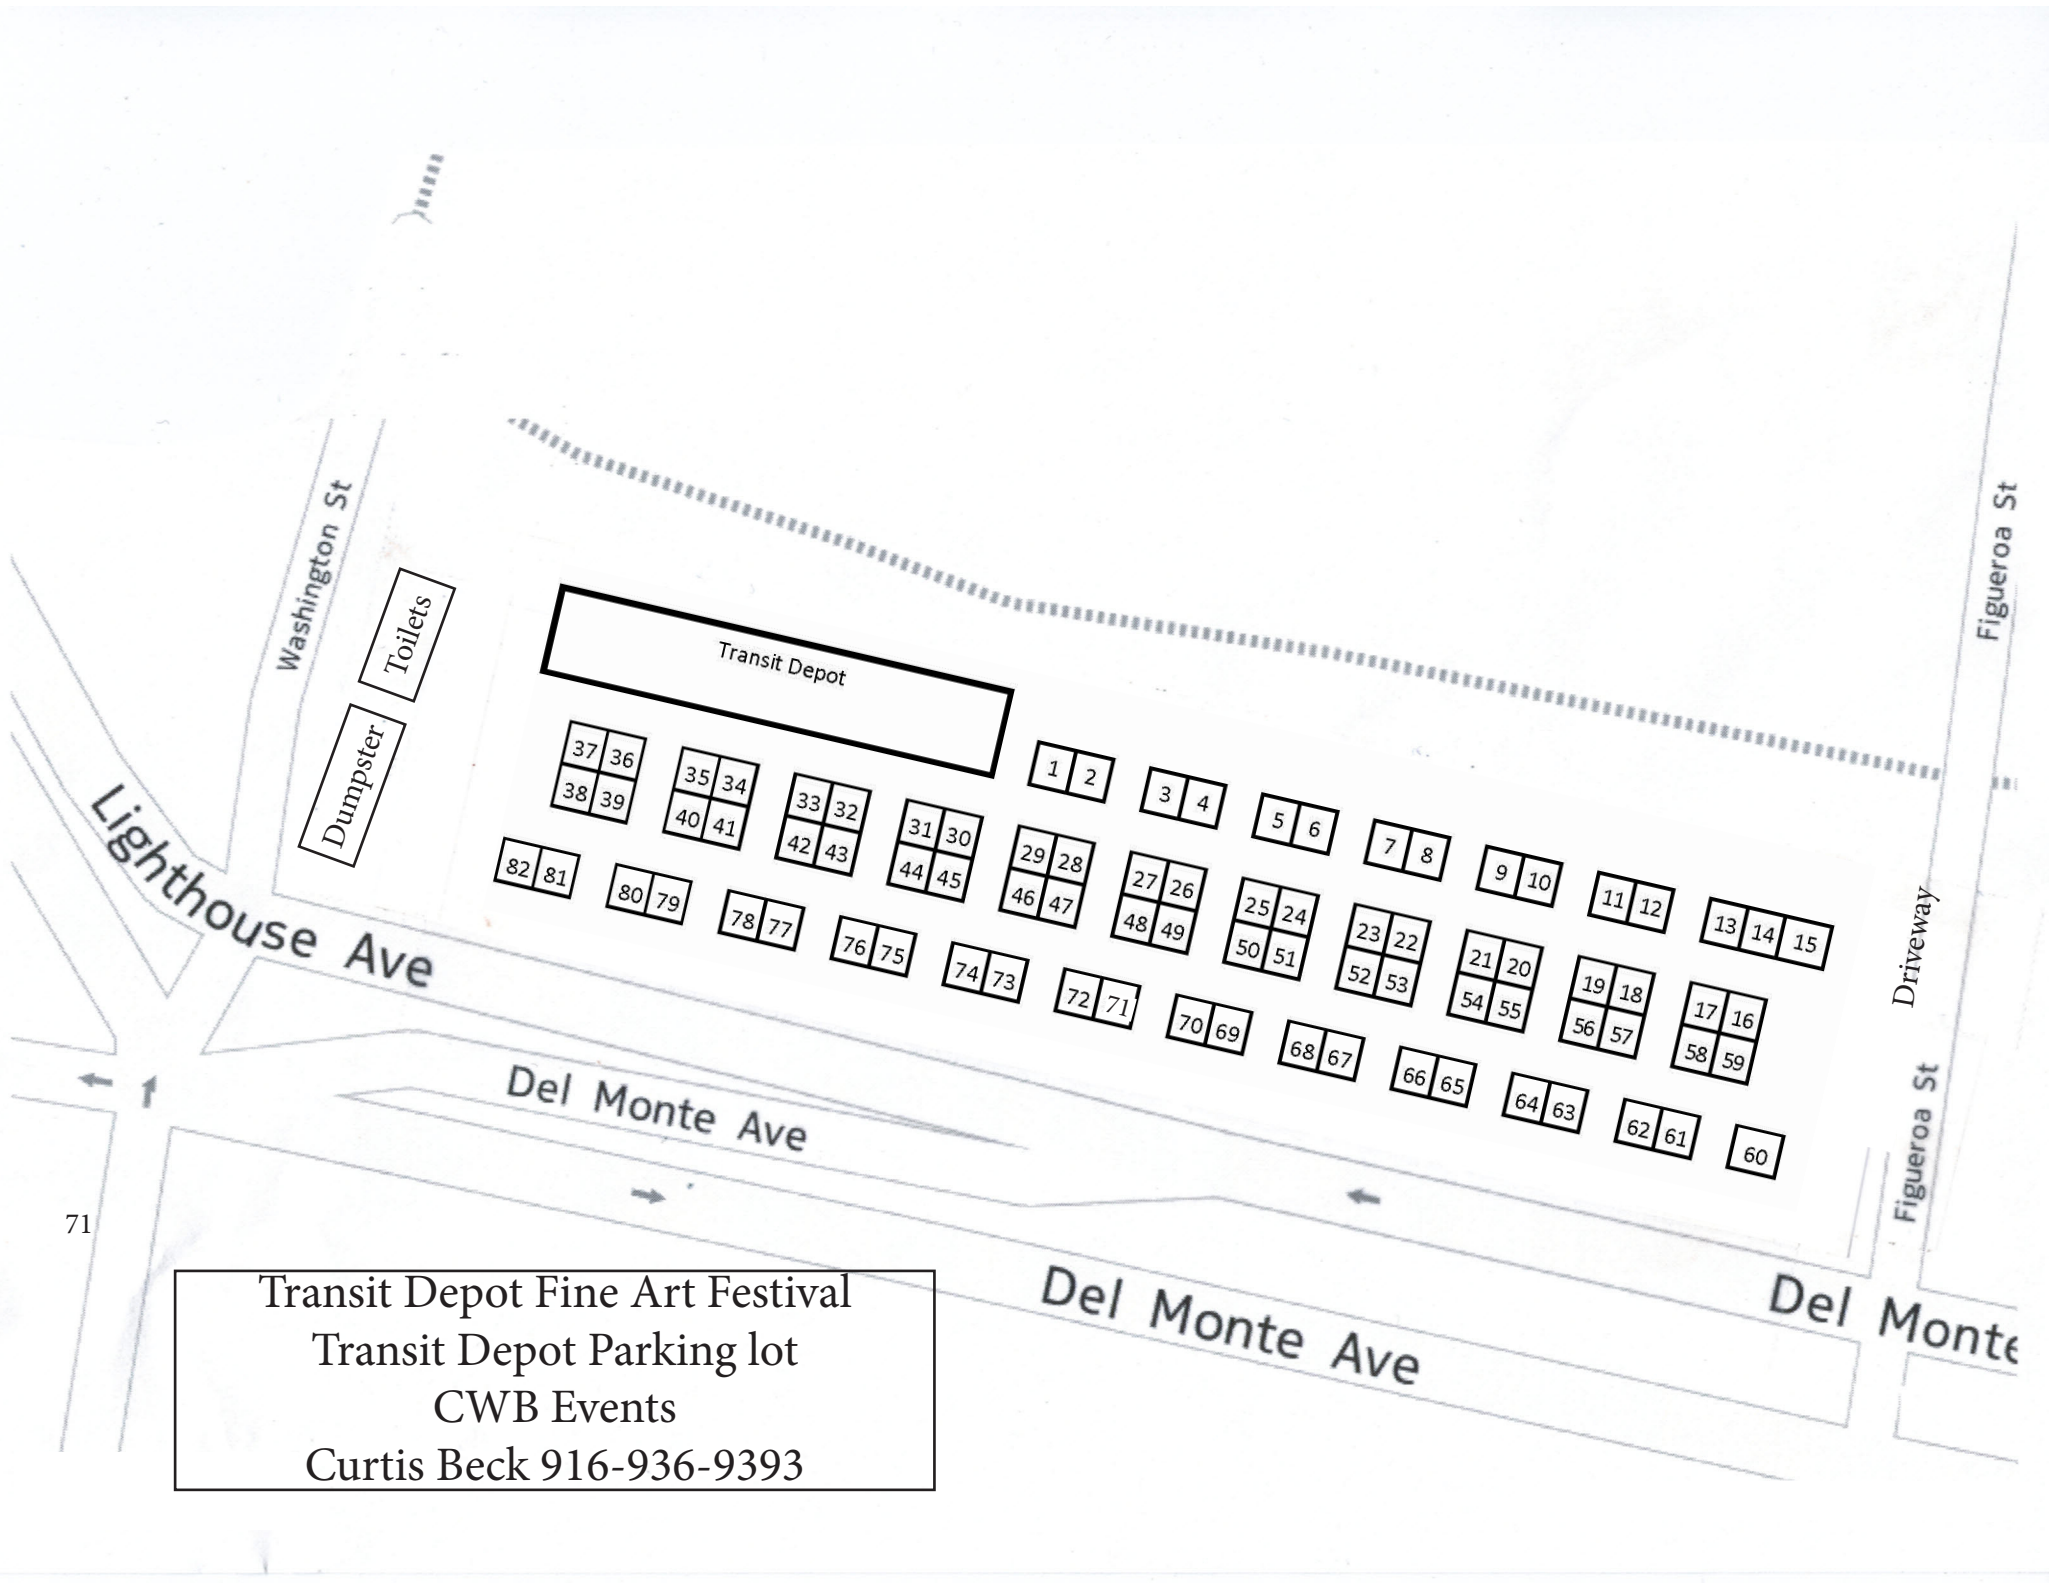 Washington St
Figueroa St
Toilets
Transit Depot
Dumpster
1 2
3 4
5 6
7 8
9 10
11 12
13 14 15
37 36
35 34
33 32
31 30
29 28
27 26
25 24
23 22
21 20
19 18
17 16
38 39
40 41
42 43
44 45
46 47
48 49
50 51
52 53
54 55
56 57
58 59
82 81
80 79
78 77
76 75
74 73
72 71
70 69
68 67
66 65
64 63
62 61
60
Driveway
Lighthouse Ave
Figueroa St
Del Monte Ave
71
Del Monte Ave
Del Monte
Transit Depot Fine Art Festival
Transit Depot Parking lot
CWB Events
Curtis Beck 916-936-9393